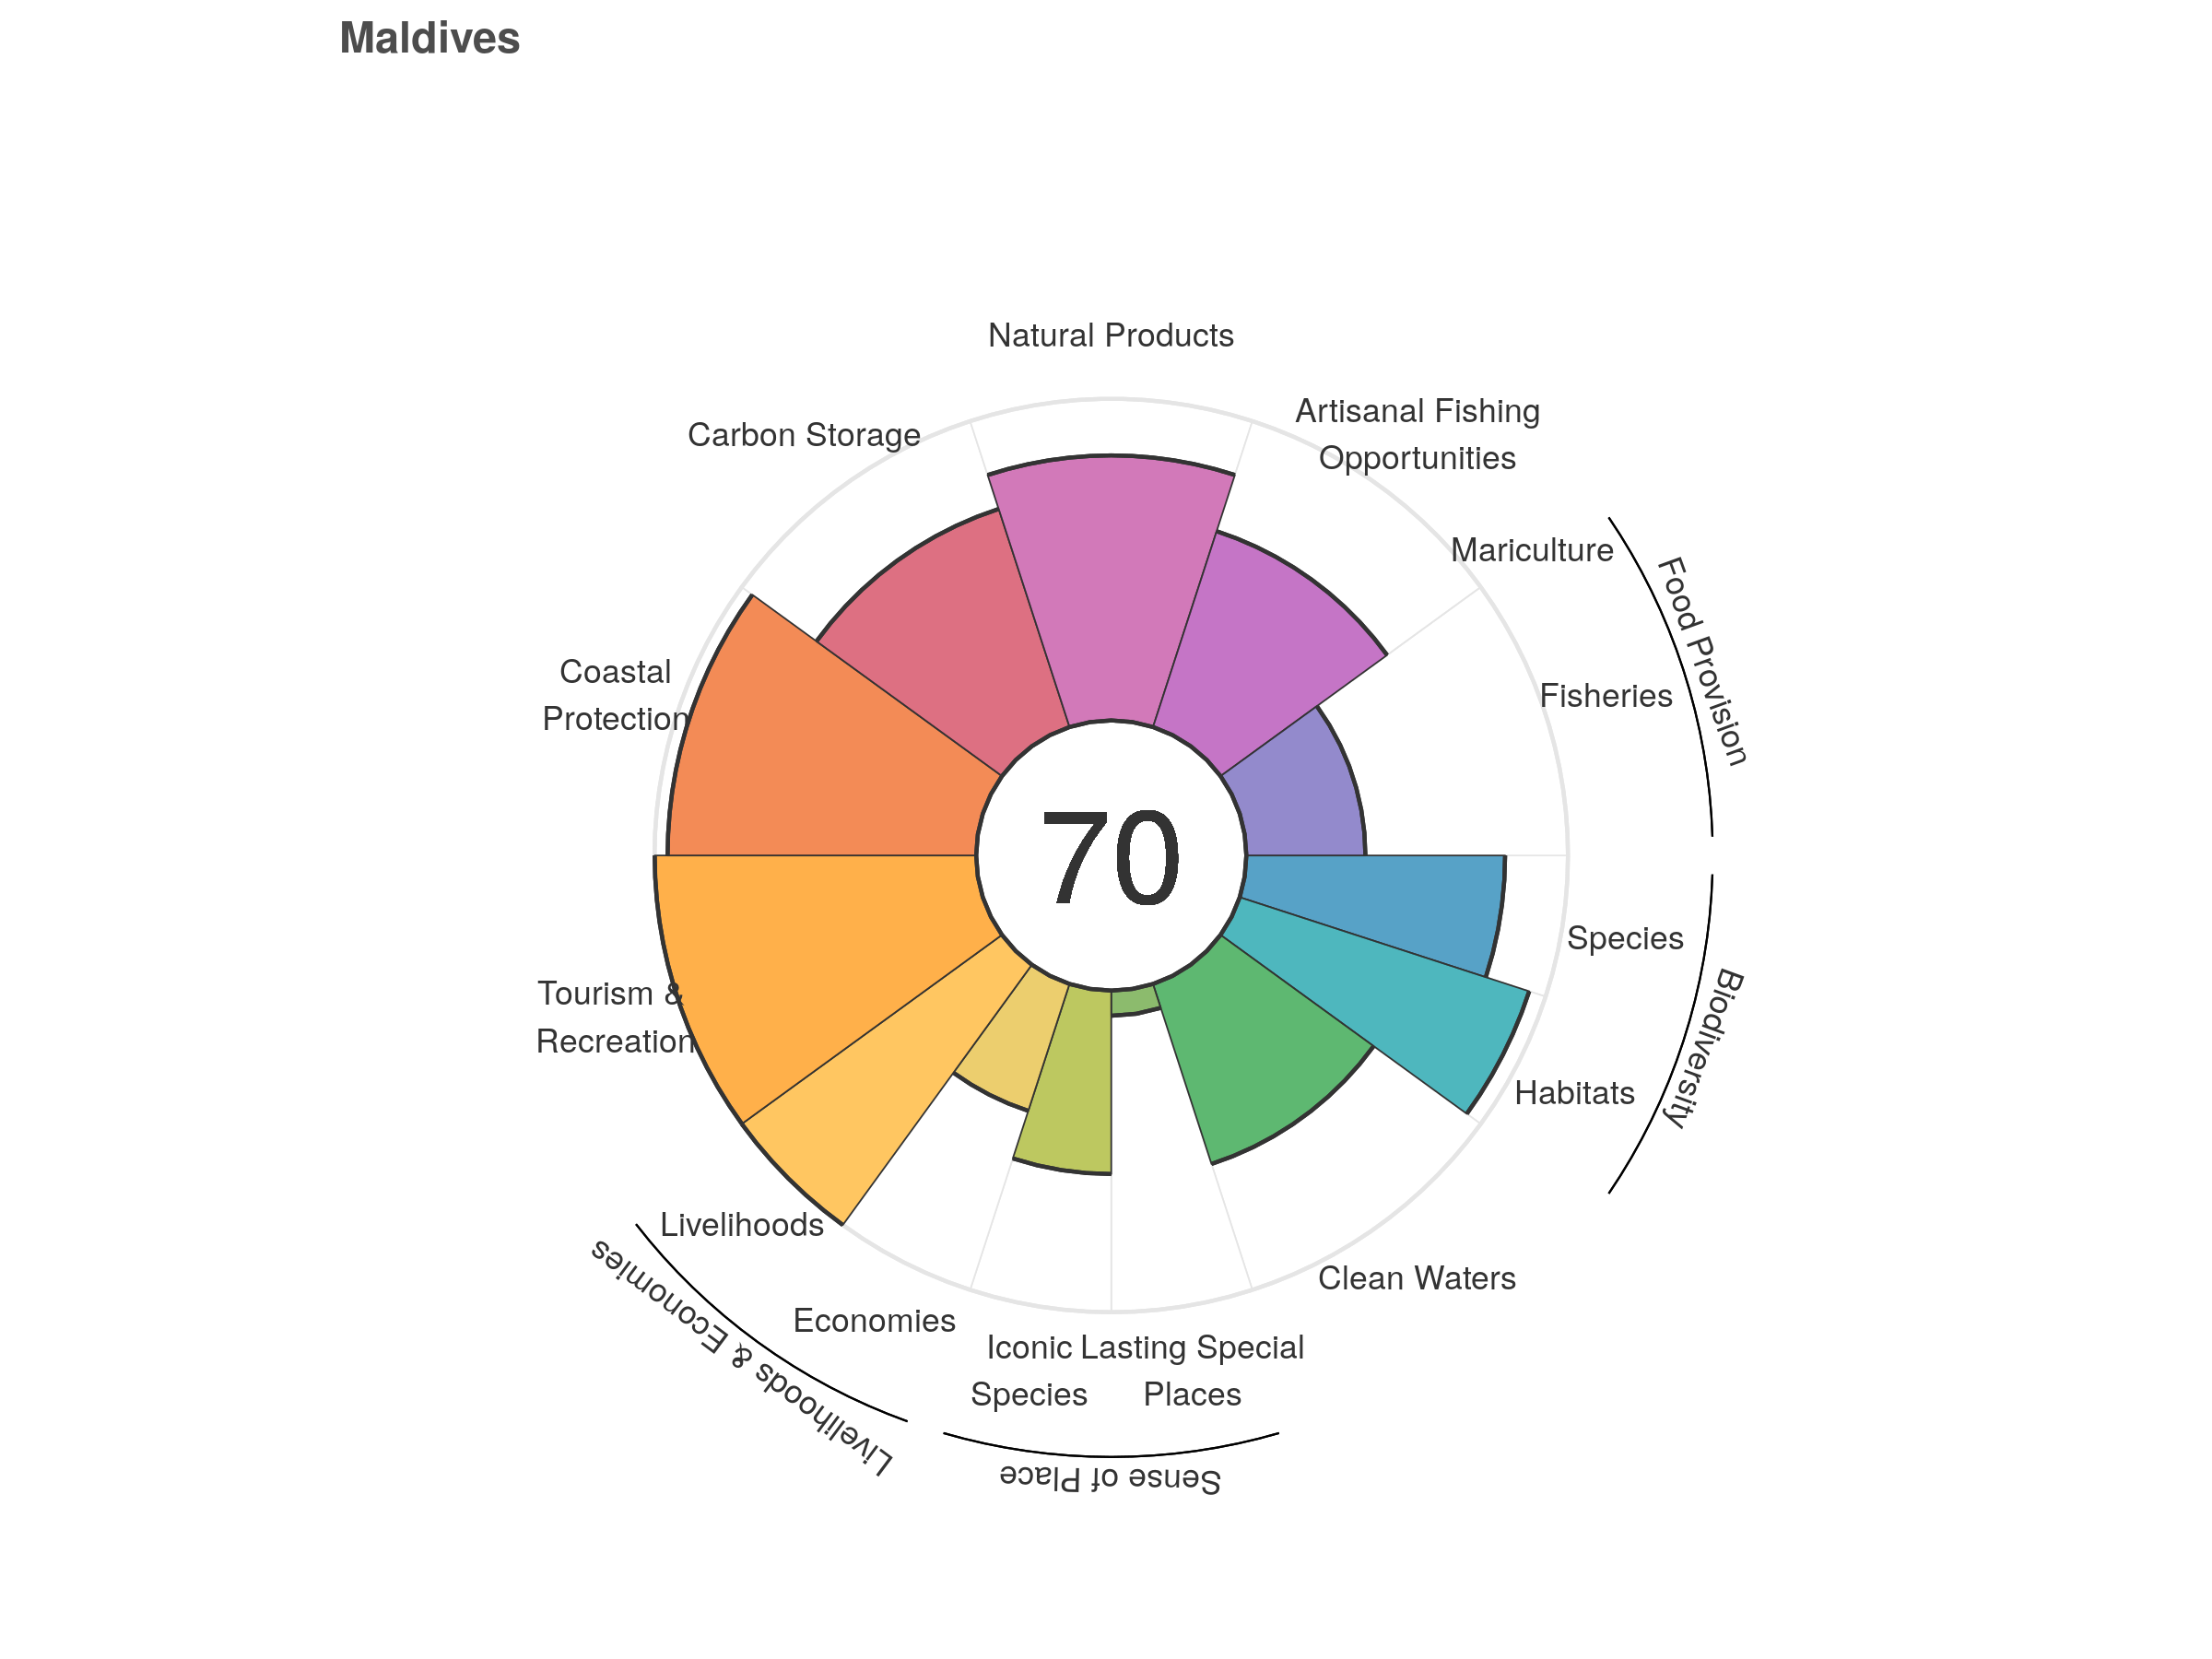 Maldives
Natural Products
Artisanal Fishing
Opportunities
Carbon Storage
Mariculture
Food Provision
Coastal
Protection
Fisheries
70
Species
Biodiversity
Tourism &
Recreation
Habitats
Livelihoods
Clean Waters
Economies
Livelihoods & Economies
Iconic
Species
Lasting Special
Places
Sense of Place